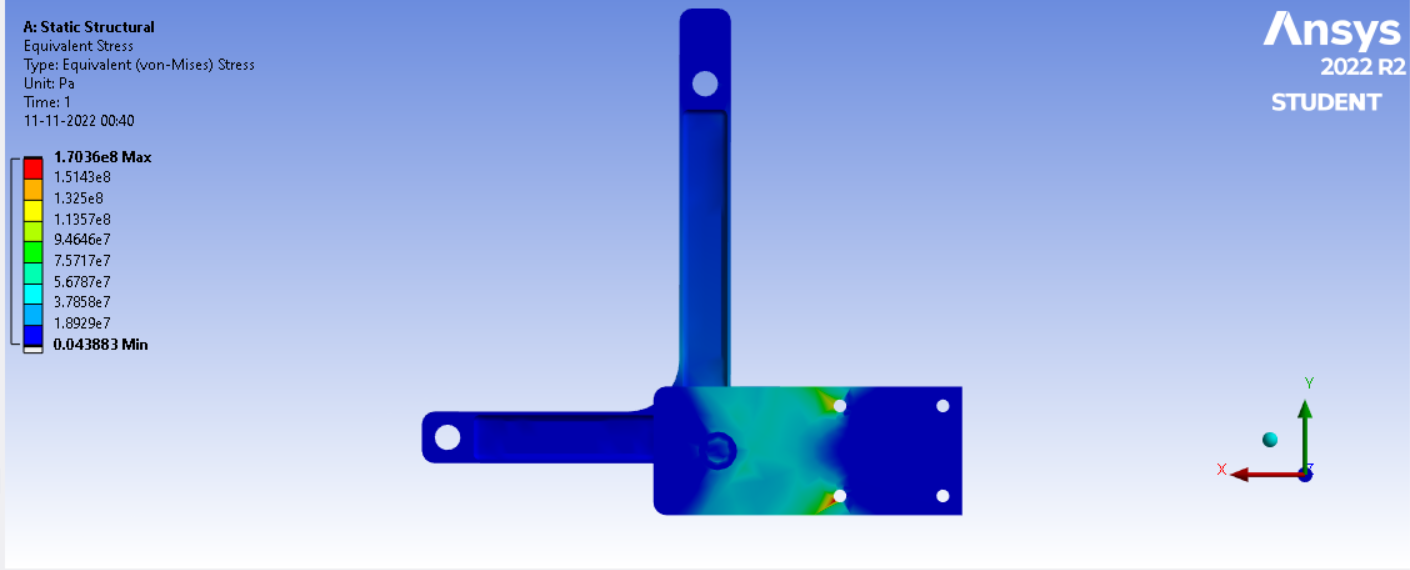 A: Static Structural
Equivalent Stress
Type: Equivalent (von-Mises) Stress
Unit: Pa
Time: 1
11-11-2022 00:40
1.7036e8 Max
1.5143e8
1.325e8
1.1357e8
9.4646e7
7.5717e7
5.6787e7
3.7858e7
1.8929e7
0.043883 Min
Ansys
2022 R2
STUDENT
Y
X
Z